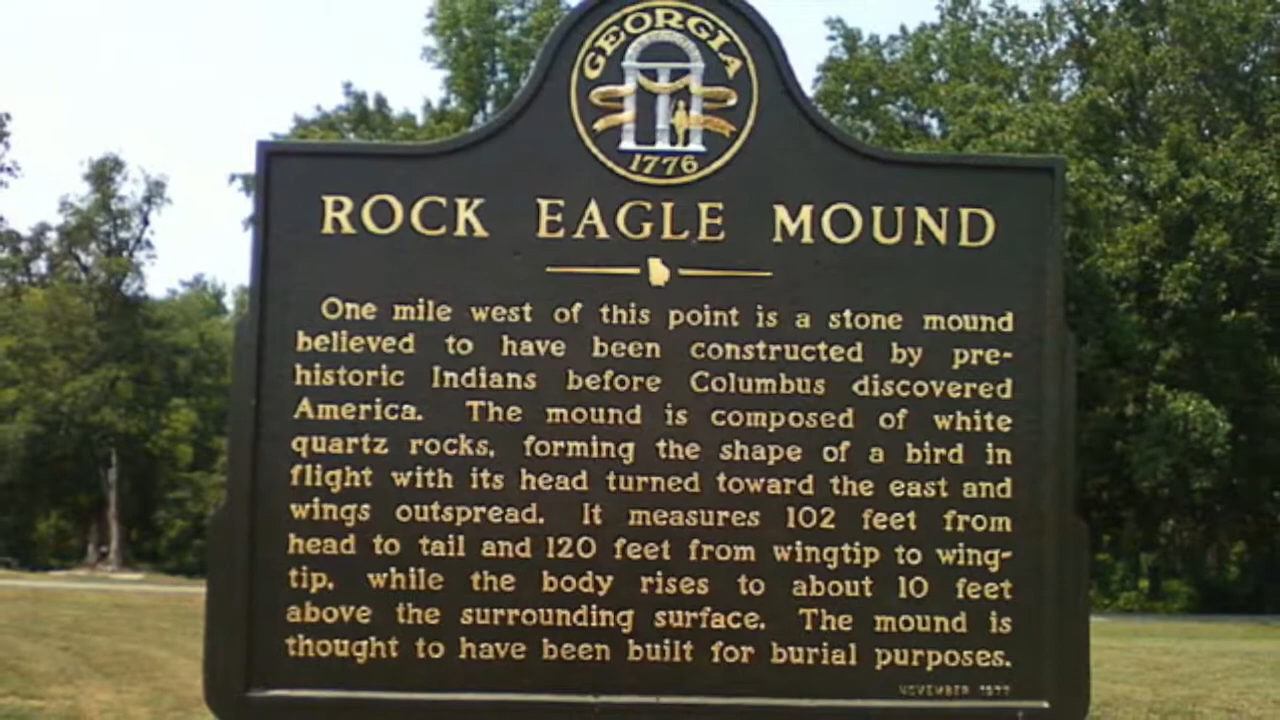 GEORGIA
1776
ROCK EAGLE MOUND
One mile west of this point is a stone mound
believed to have been constructed by pre-
historic Indians before Columbus discovered
America. The mound is composed of white
quartz rocks, forming the shape of a bird in
flight with its head turned toward the east and
wings outspread. It measures 102 feet from
head to tail and 120 feet from wingtip to wing-
tip, while the body rises to about 10 feet
above the surrounding surface. The mound is
thought to have been built for burial purposes.
NOVEMBER